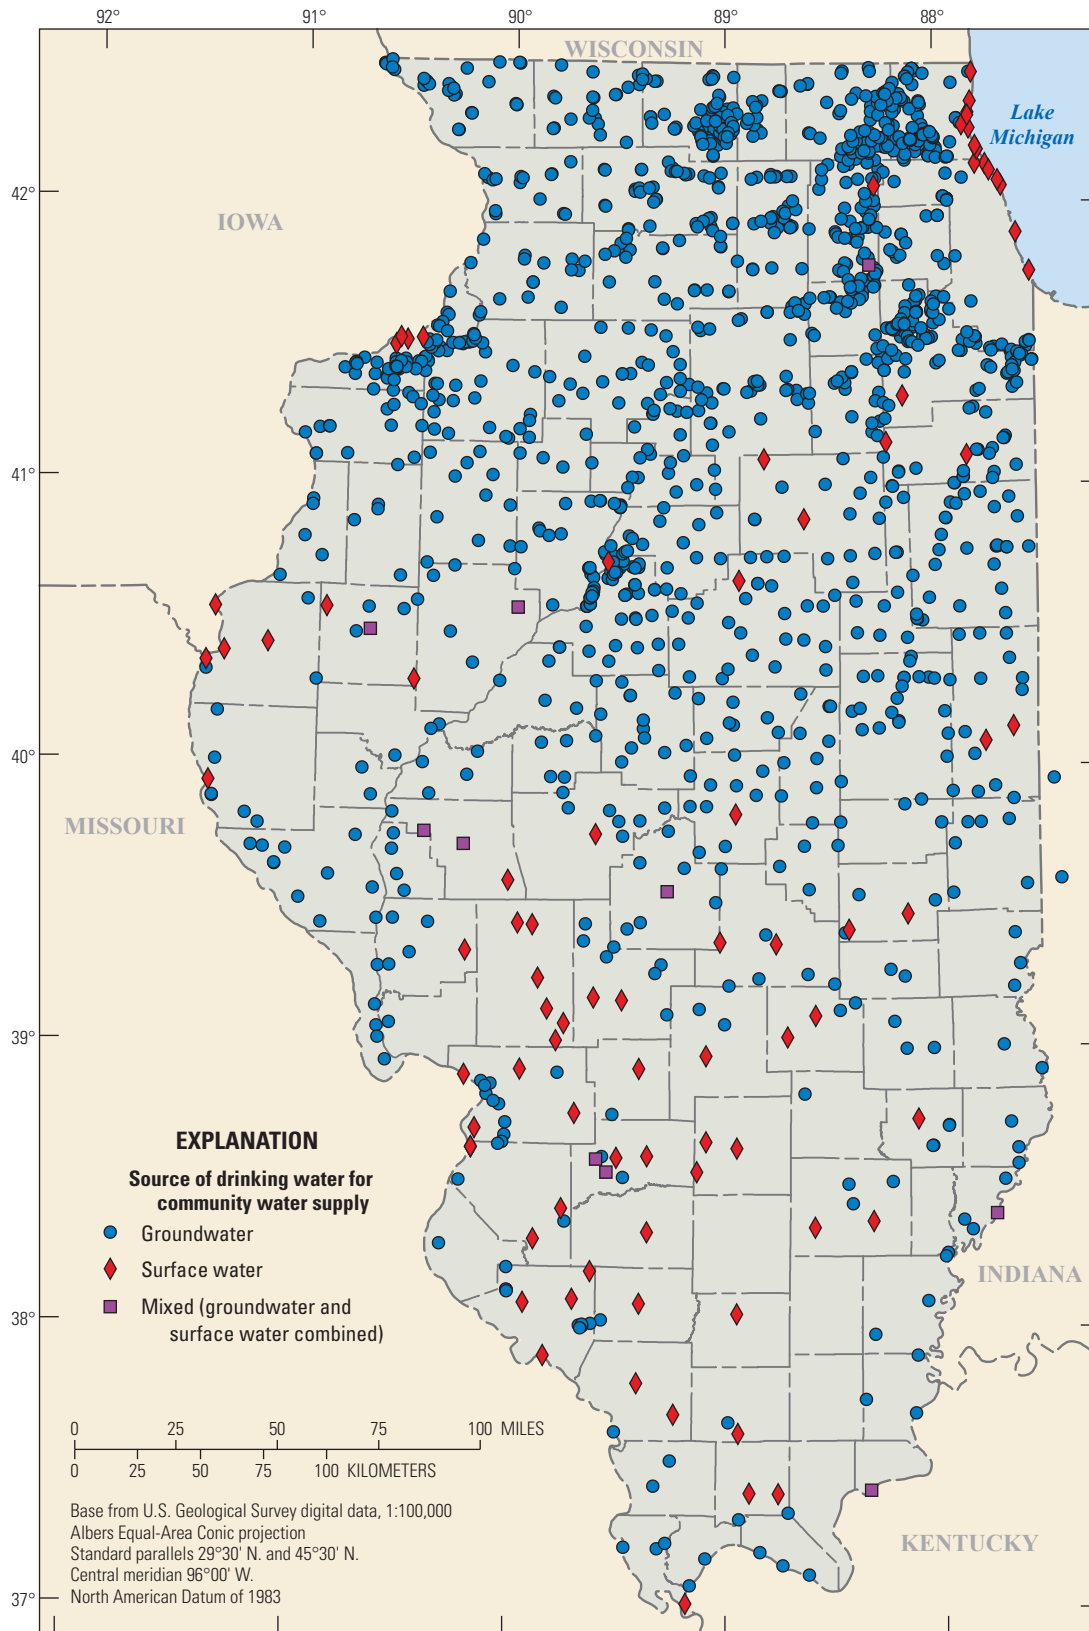 92° 91° 90° 89° 88°
WISCONSIN
Lake
Michigan
42°
IOWA
41°
40°
MISSOURI
39°
EXPLANATION
Source of drinking water for
community water supply
Groundwater
Surface water
Mixed (groundwater and
surface water combined)
INDIANA
38°
0 25 50 75 100 MILES
0 25 50 75 100 KILOMETERS
Base from U.S. Geological Survey digital data, 1:100,000
Albers Equal-Area Conic projection
Standard parallels 29°30' N. and 45°30' N.
Central meridian 96°00' W.
North American Datum of 1983
KENTUCKY
37°